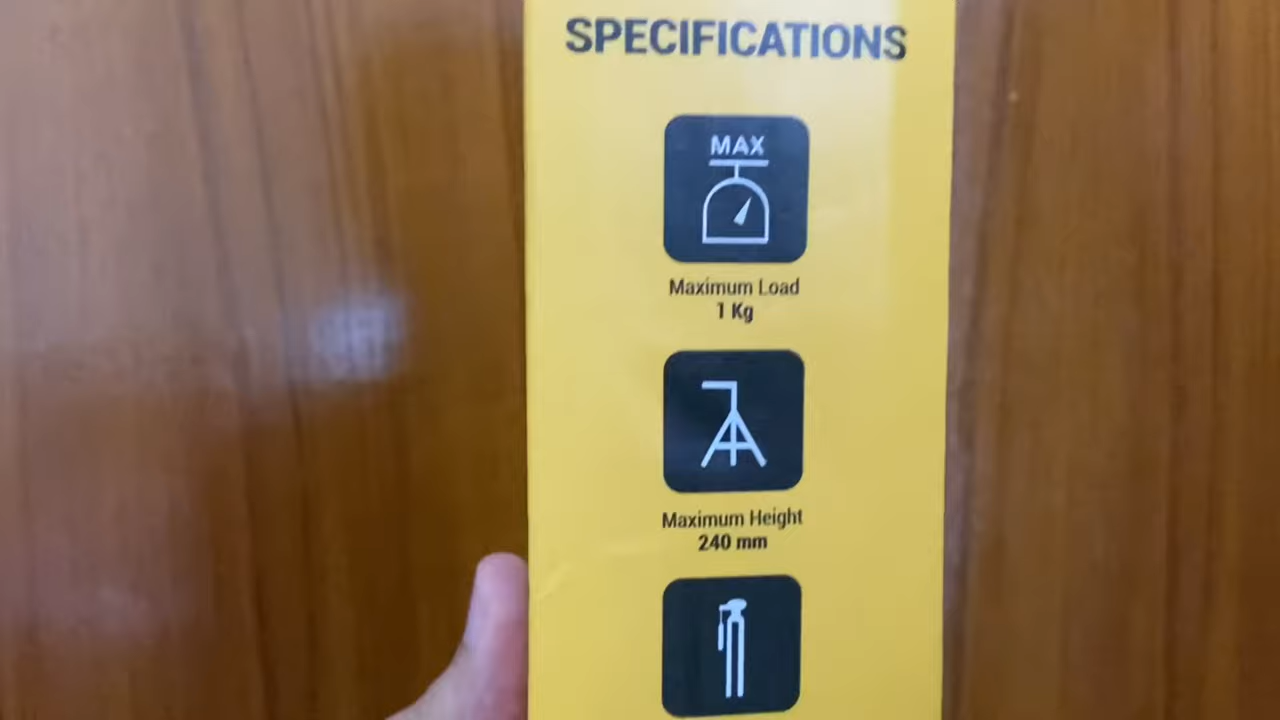 SPECIFICATIONS
MAX
Maximum Load
1 Kg
Maximum Height
240 mm